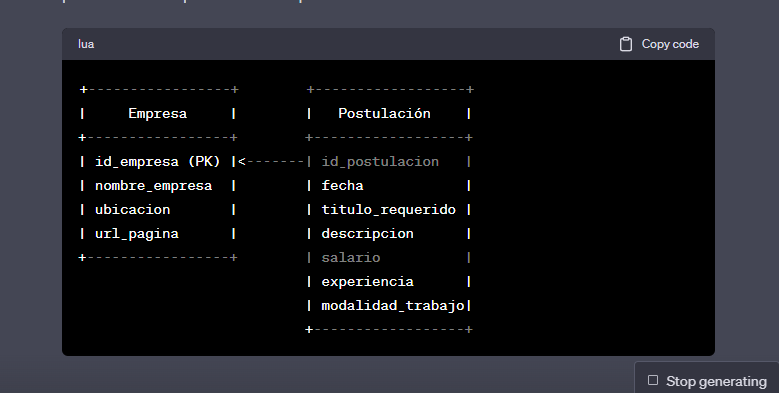 lua Copy code
+-----------------+        +------------------+
|     Empresa     |        |   Postulación    |
+-----------------+        +------------------+
| id_empresa (PK) |<-------| id_postulacion   |
| nombre_empresa  |        | fecha            |
| ubicacion       |        | titulo_requerido |
| url_pagina      |        | descripcion      |
+-----------------+        | salario          |
                           | experiencia      |
                           | modalidad_trabajo|
                           +------------------+
Stop generating